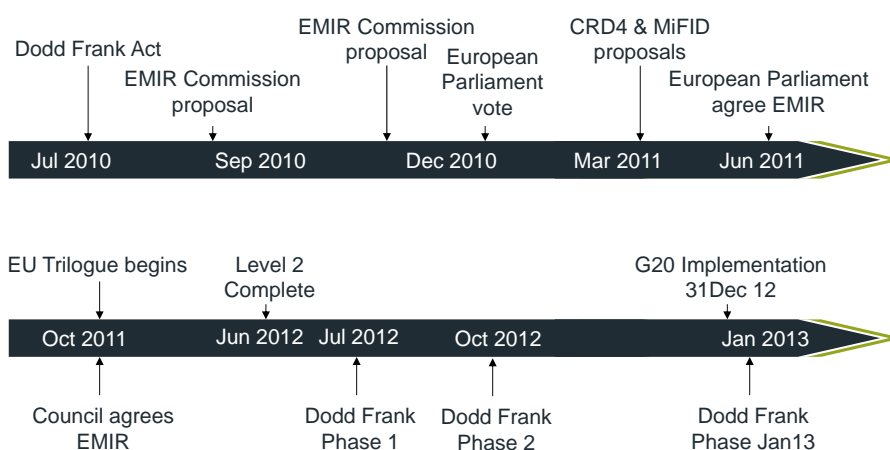 Dodd Frank Act
EMIR Commission
proposal
EMIR Commission
proposal
European
Parliament
vote
CRD4 & MiFID
proposals
European Parliament
agree EMIR
Jul 2010
Sep 2010
Dec 2010
Mar 2011
Jun 2011
EU Trilogue begins
Level 2
Complete
G20 Implementation
31Dec 12
Oct 2011
Jun 2012
Jul 2012
Oct 2012
Jan 2013
Council agrees
EMIR
Dodd Frank
Phase 1
Dodd Frank
Phase 2
Dodd Frank
Phase Jan13